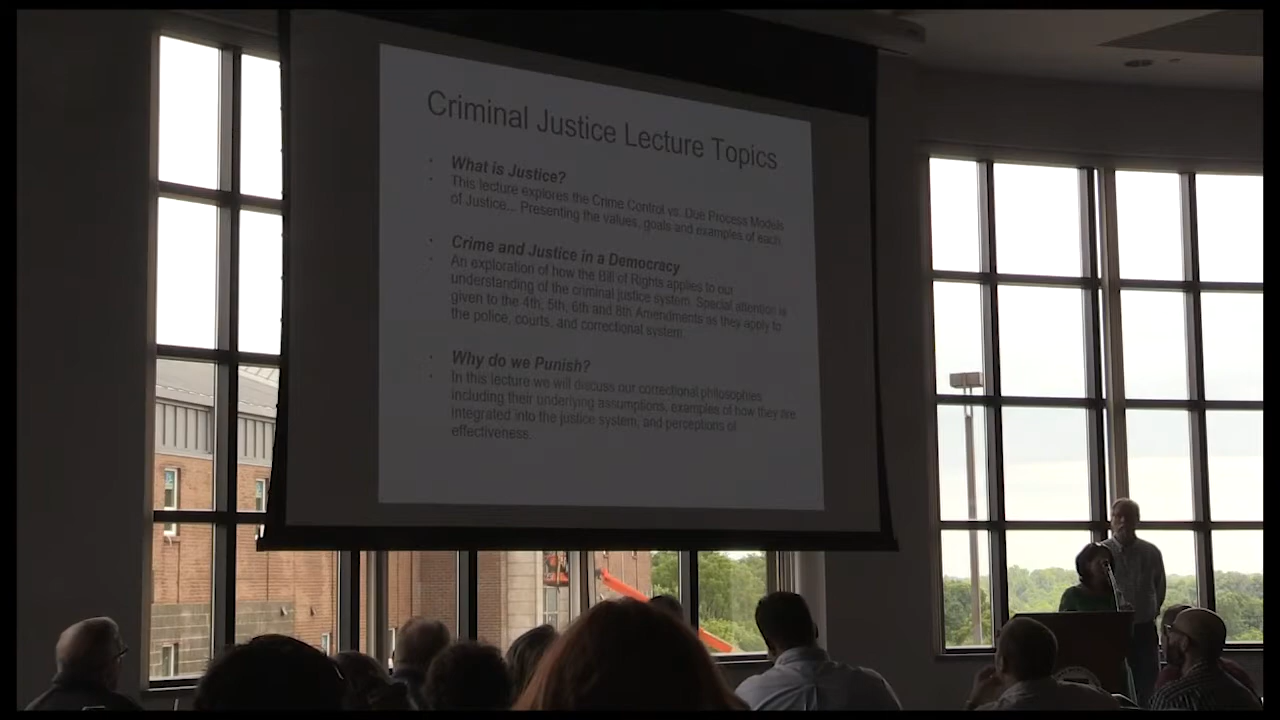 Criminal Justice Lecture Topics
What is Justice?
This lecture explores the Crime Control vs. Due Process Models
of Justice... Presenting the values, goals and examples of each.
Crime and Justice in a Democracy
An exploration of how the Bill of Rights applies to our
understanding of the criminal justice system. Special attention is
given to the 4th, 5th, 6th and 8th Amendments as they apply to
the police, courts, and correctional system.
Why do we Punish?
In this lecture we will discuss our correctional philosophies
including their underlying assumptions, examples of how they are
integrated into the justice system, and perceptions of
effectiveness.